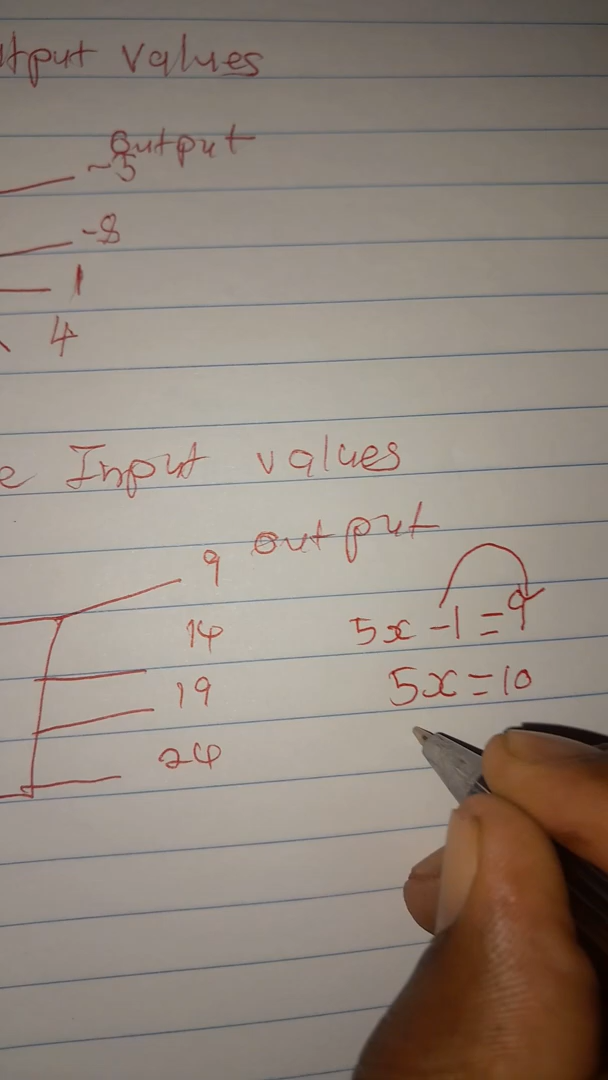 tput values
output
-5
-8
1
4
e Input values
9 output
14 5x -1 = 9
19 5x = 10
24